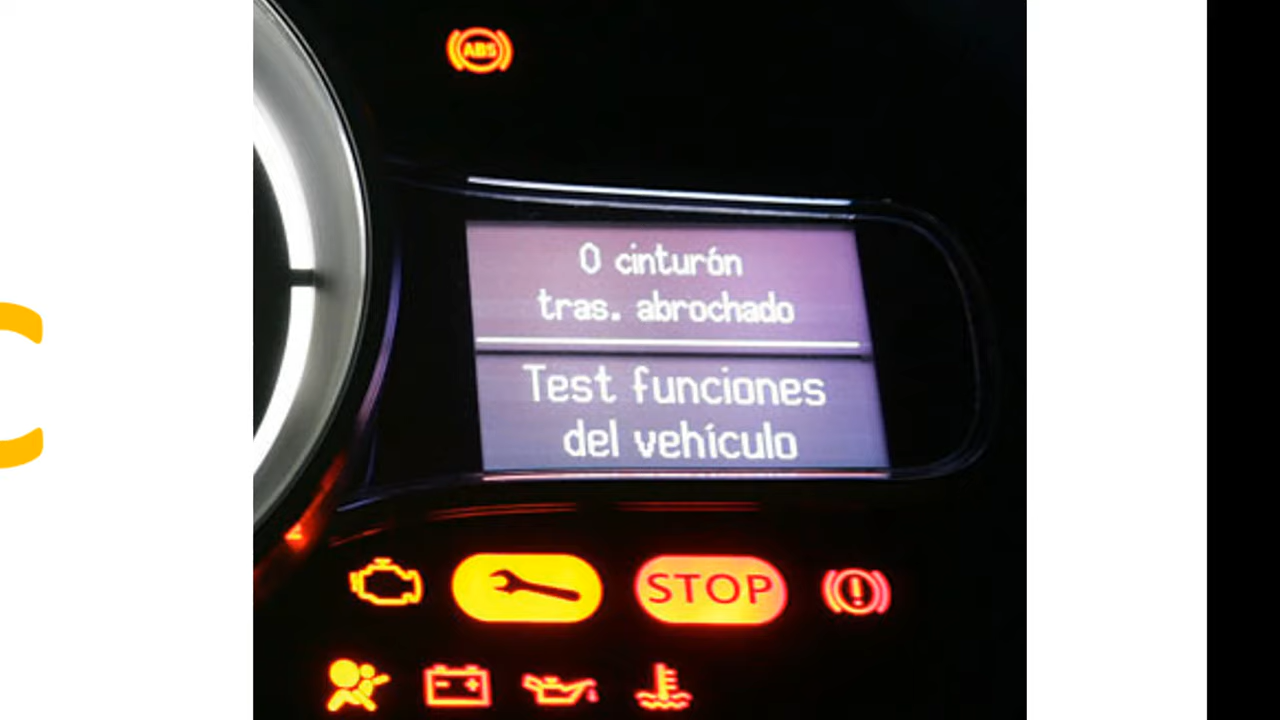 ABS
0 cinturón
tras. abrochado
Test funciones
del vehículo
STOP